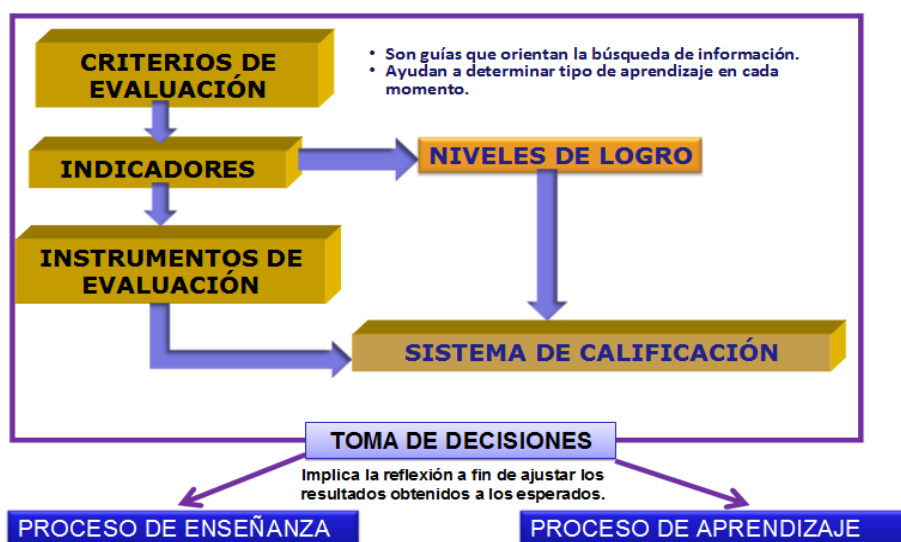 CRITERIOS DE
EVALUACIÓN
• Son guías que orientan la búsqueda de información.
• Ayudan a determinar tipo de aprendizaje en cada
momento.
INDICADORES
NIVELES DE LOGRO
INSTRUMENTOS DE
EVALUACIÓN
SISTEMA DE CALIFICACIÓN
TOMA DE DECISIONES
Implica la reflexión a fin de ajustar los
resultados obtenidos a los esperados.
PROCESO DE ENSEÑANZA
PROCESO DE APRENDIZAJE